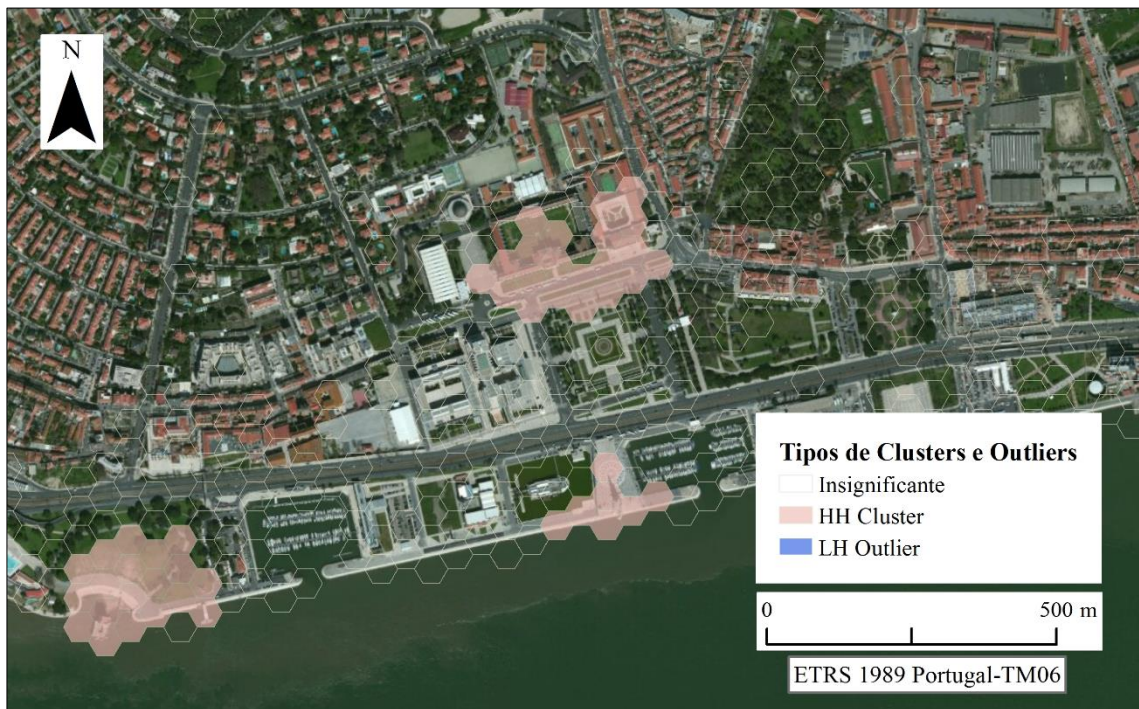 N
Tipos de Clusters e Outliers
Insignificante
HH Cluster
LH Outlier
0 500 m
ETRS 1989 Portugal-TM06